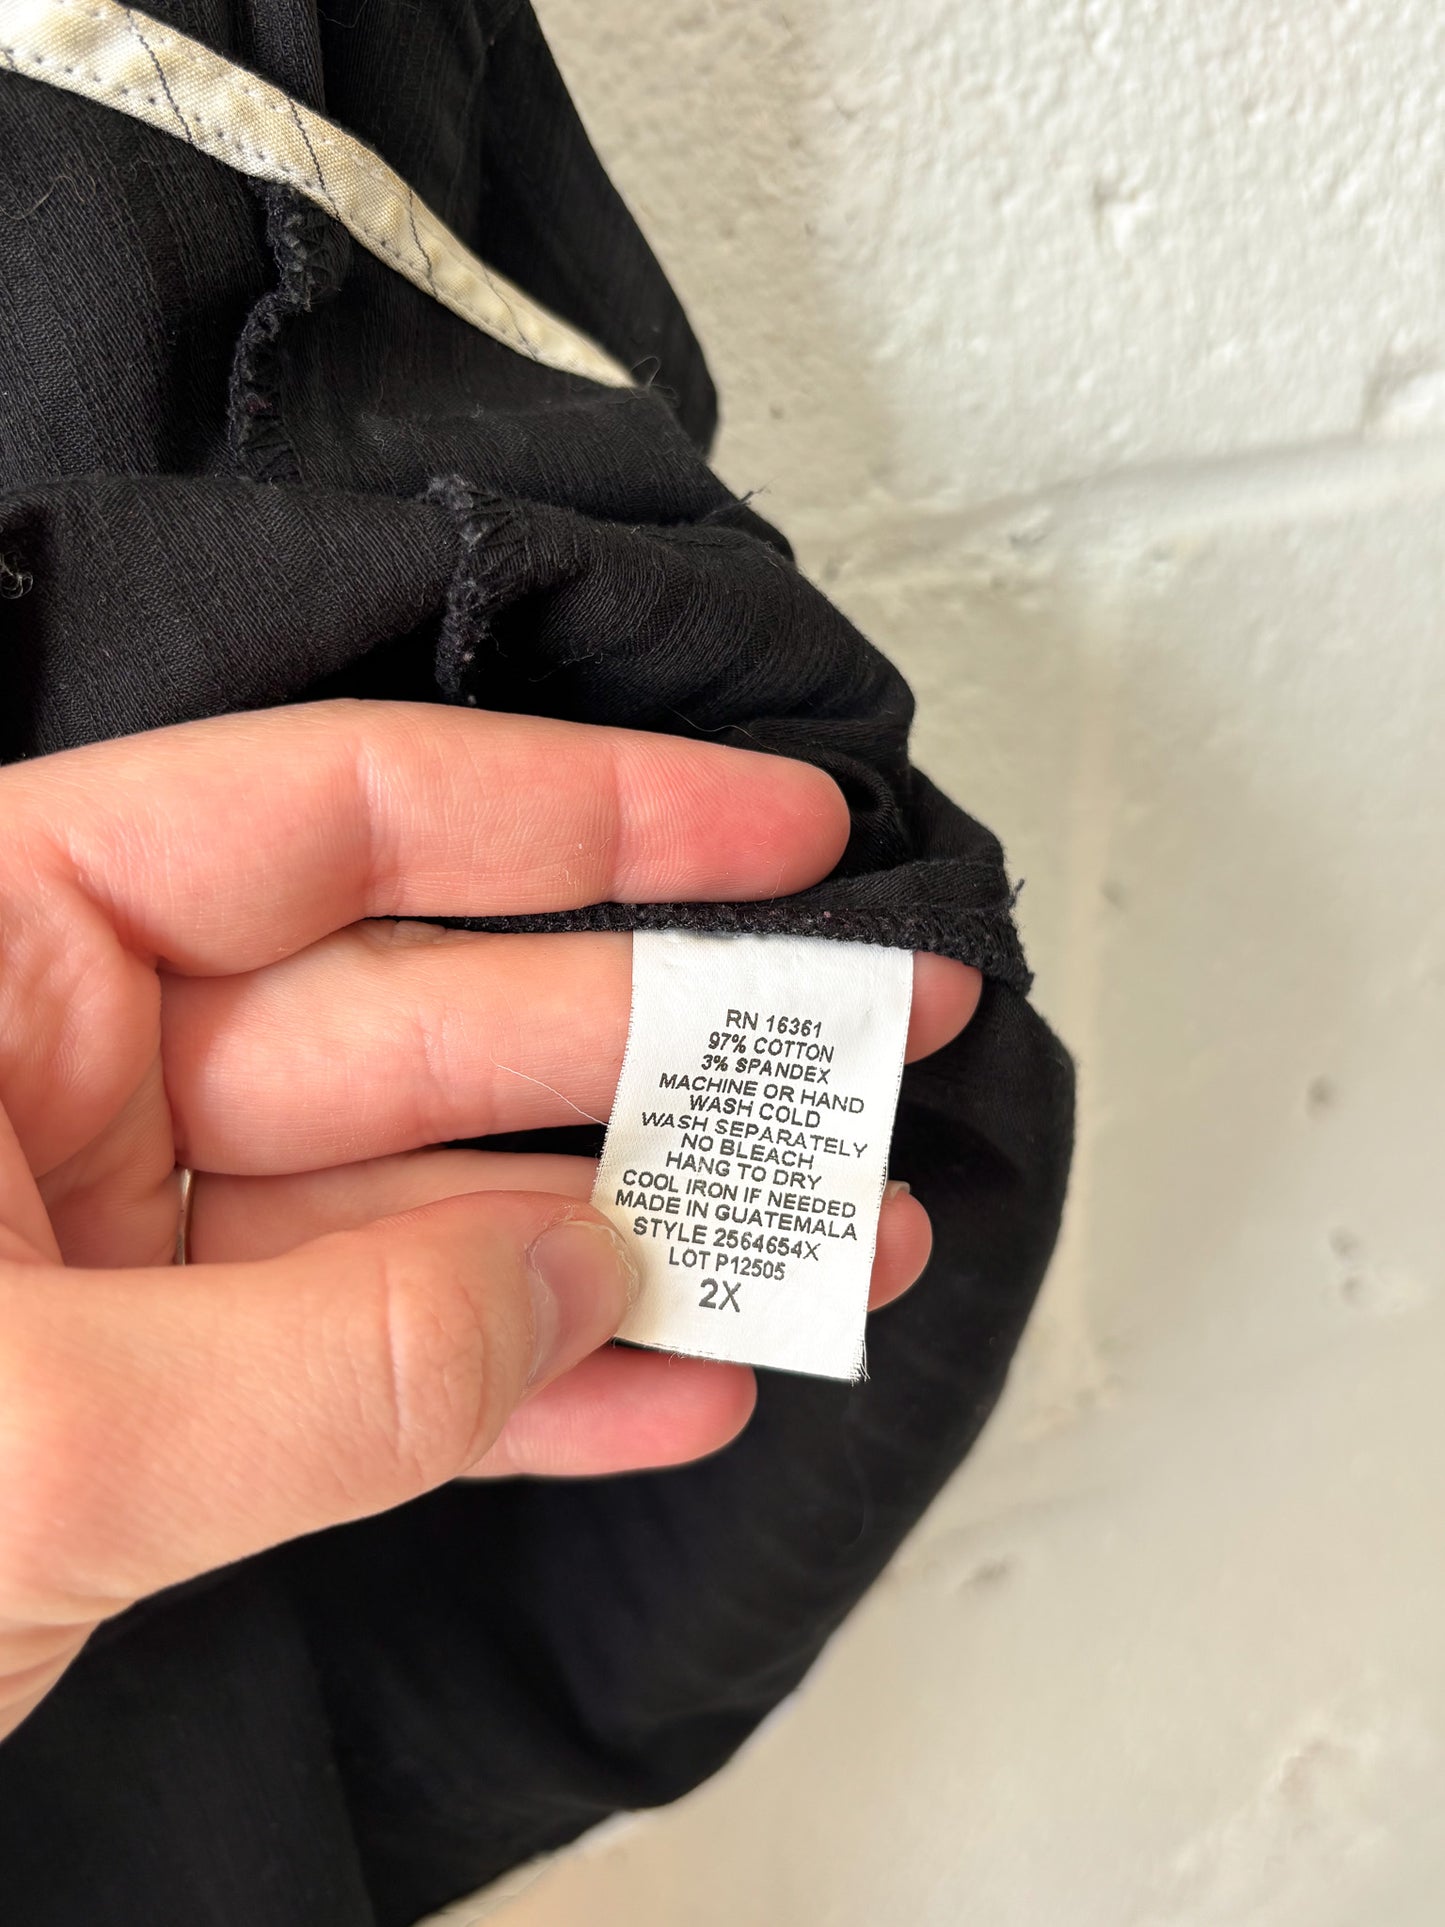 RN 16361
97% COTTON
3% SPANDEX
MACHINE OR HAND
WASH COLD
WASH SEPARATELY
NO BLEACH
HANG TO DRY
COOL IRON IF NEEDED
MADE IN GUATEMALA
STYLE 2564654X
LOT P12505
2X